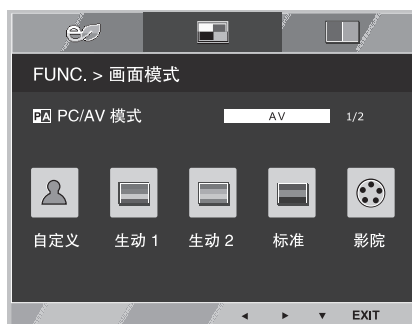 FUNC. > 画面模式
PA PC/AV 模式 AV 1/2
自定义 生动 1 生动 2 标准 影院
EXIT